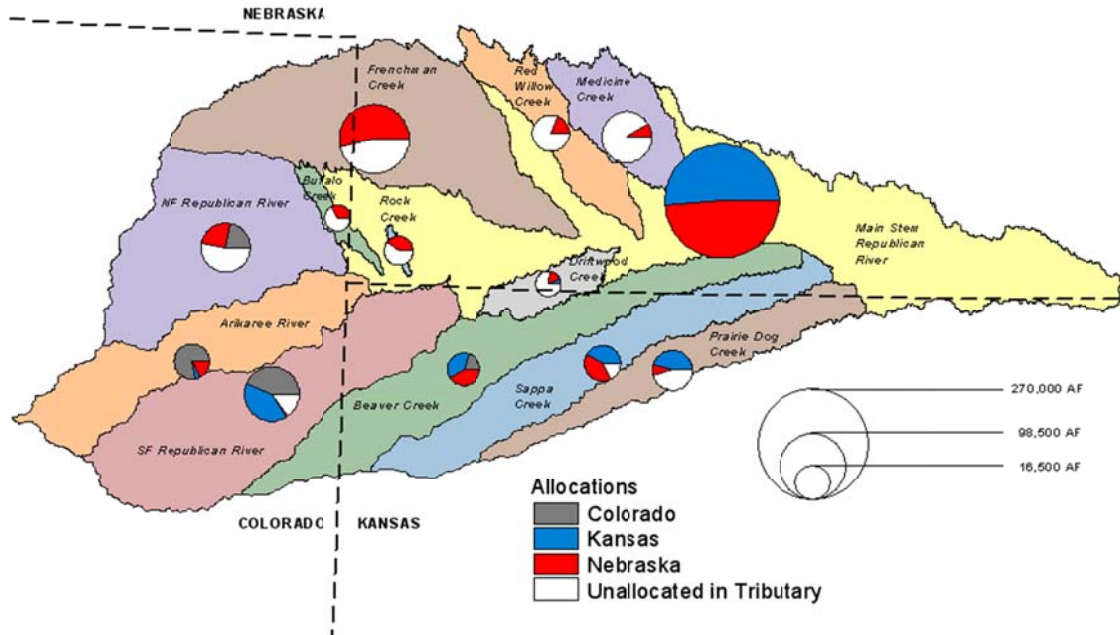 NEBRASKA
Frenchman
Creek
Red
Willow
Creek
Medicine
Creek
Buffalo
Creek
Rock
Creek
NF Republican River
Main Stem
Republican
River
Driftwood
Creek
Arikaree River
Prairie Dog
Creek
Sappa
Creek
Beaver Creek
SF Republican River
270,000 AF
98,500 AF
16,500 AF
COLORADO
KANSAS
Allocations
Colorado
Kansas
Nebraska
Unallocated in Tributary